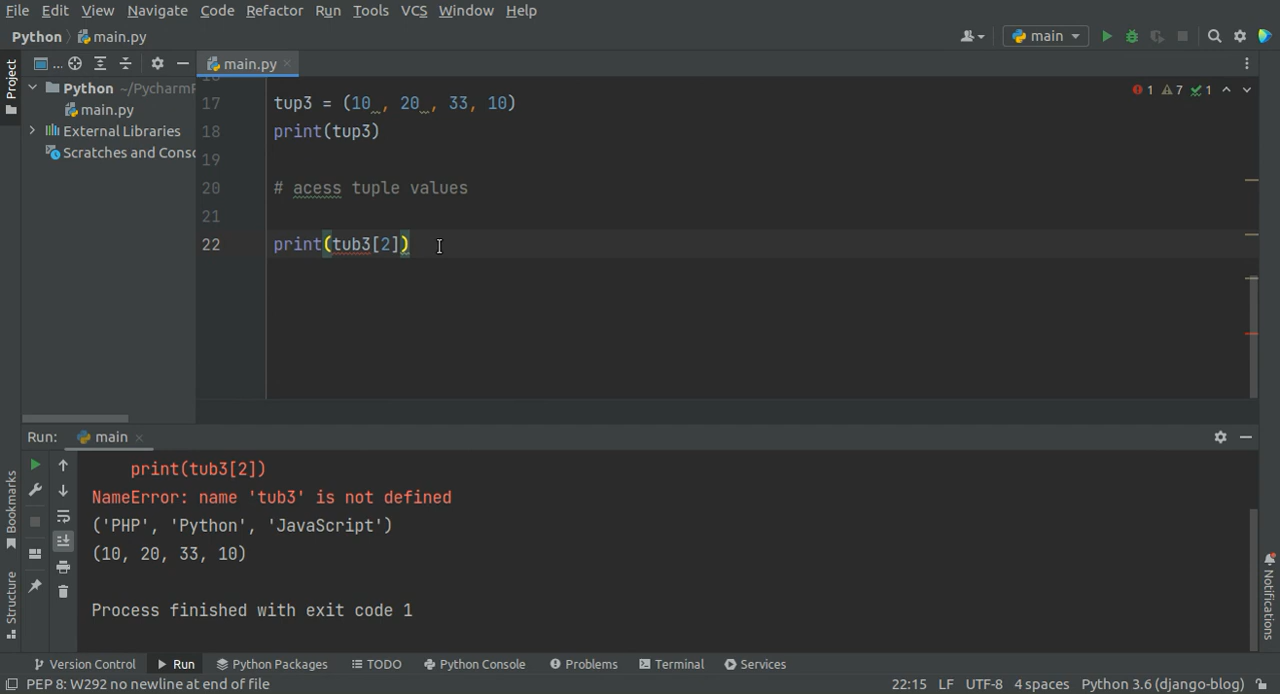 File Edit View Navigate Code Refactor Run Tools VCS Window Help
Python main.py main
Project ... main.py
Python ~/PycharmP
main.py
External Libraries
Scratches and Conso
1 7 1
17 tup3 = (10 , 20 , 33, 10)
18 print(tup3)
19
20 # acess tuple values
21
22 print(tub3[2])
Run: main
print(tub3[2])
NameError: name 'tub3' is not defined
('PHP', 'Python', 'JavaScript')
(10, 20, 33, 10)
Process finished with exit code 1
Bookmarks
Structure
Notifications
Version Control Run Python Packages TODO Python Console Problems Terminal Services
PEP 8: W292 no newline at end of file 22:15 LF UTF-8 4 spaces Python 3.6 (django-blog)